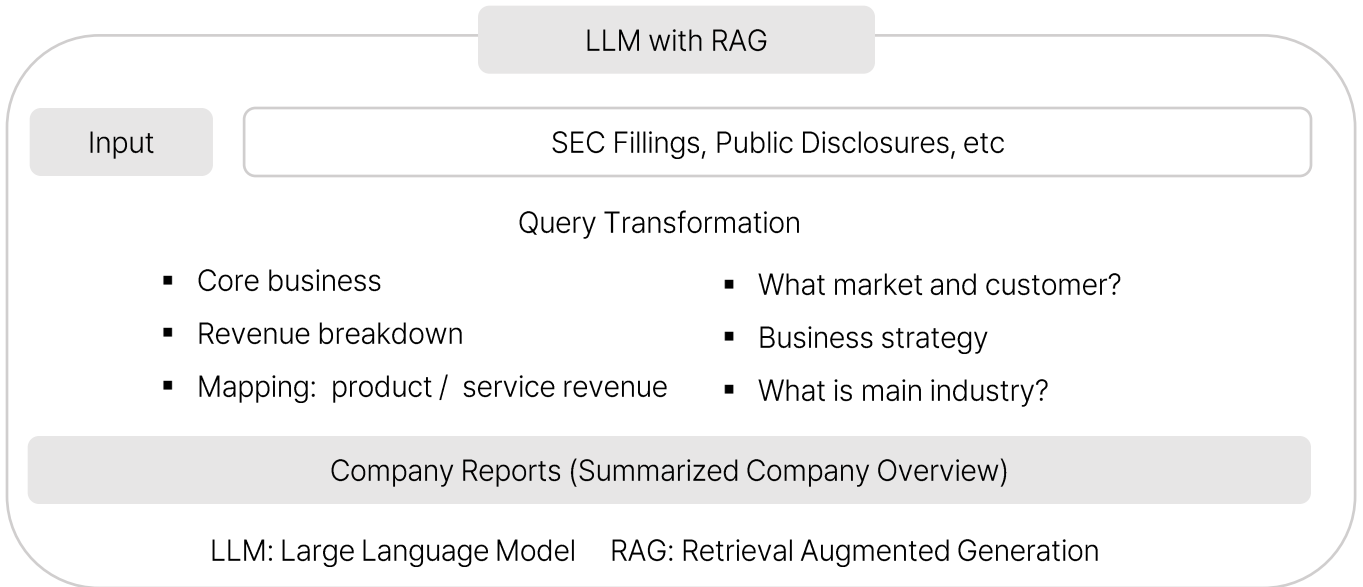 LLM with RAG
Input
SEC Fillings, Public Disclosures, etc
Query Transformation
▪ Core business
▪ Revenue breakdown
▪ Mapping: product / service revenue
▪ What market and customer?
▪ Business strategy
▪ What is main industry?
Company Reports (Summarized Company Overview)
LLM: Large Language Model RAG: Retrieval Augmented Generation